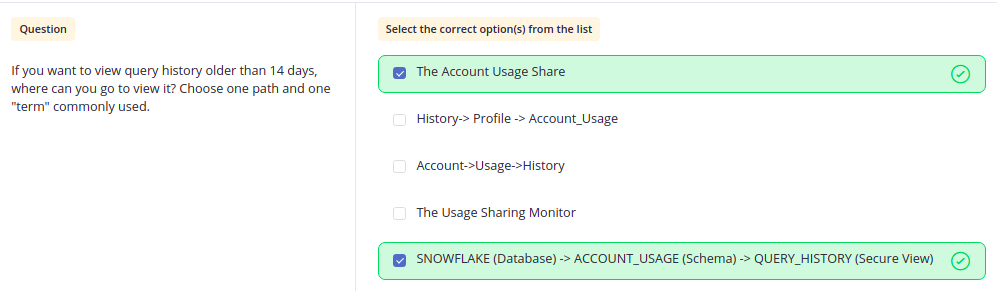 Question
If you want to view query history older than 14 days,
where can you go to view it? Choose one path and one
"term" commonly used.
Select the correct option(s) from the list
The Account Usage Share
History-> Profile -> Account_Usage
Account->Usage->History
The Usage Sharing Monitor
SNOWFLAKE (Database) -> ACCOUNT_USAGE (Schema) -> QUERY_HISTORY (Secure View)